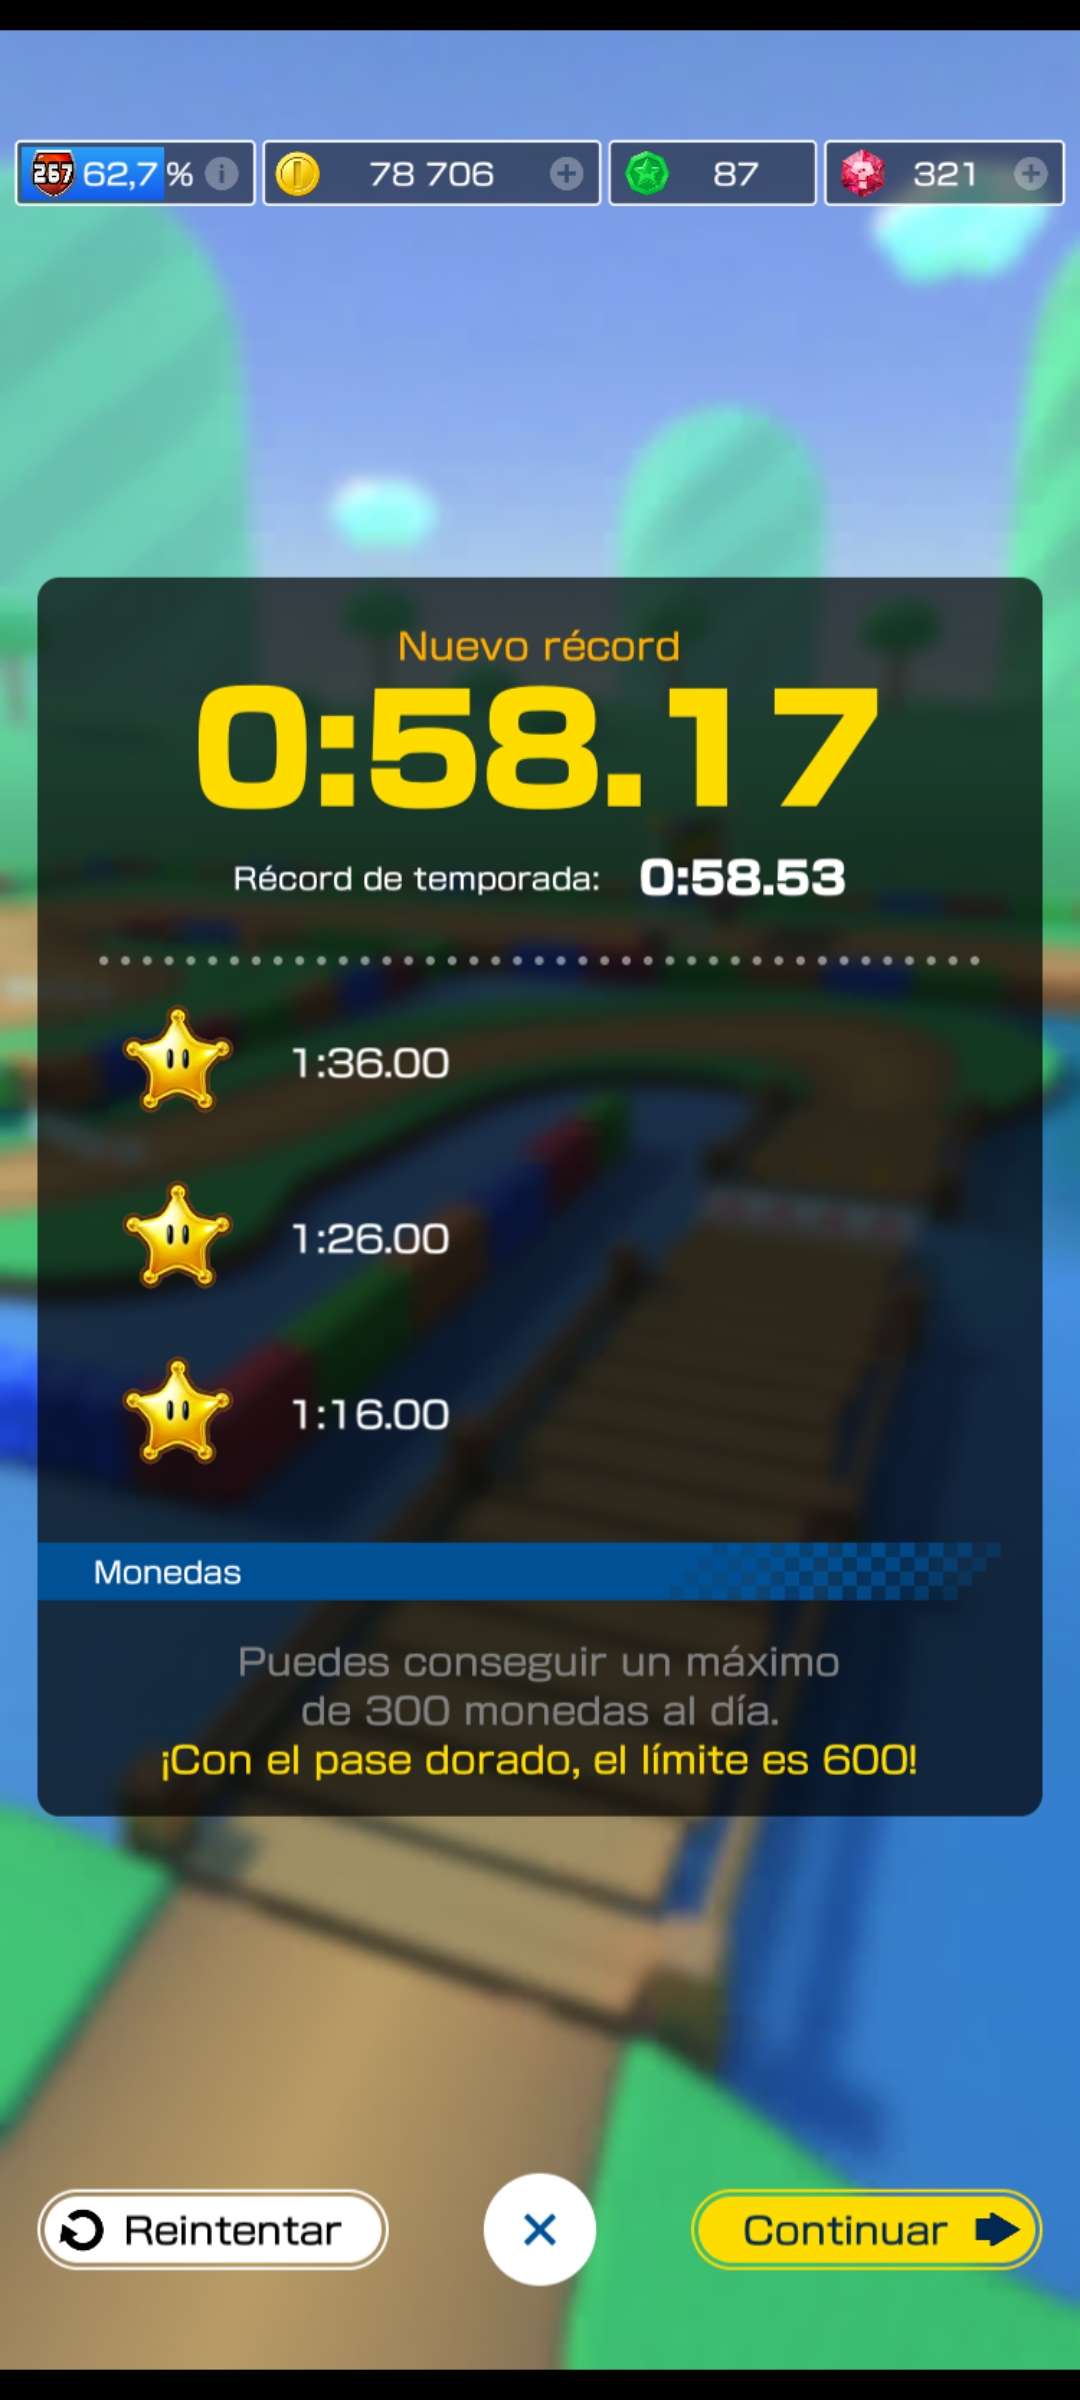 267 62,7 % i 78 706 + 87 321 +
Nuevo récord
0:58.17
Récord de temporada: 0:58.53
1:36.00
1:26.00
1:16.00
Monedas
Puedes conseguir un máximo
de 300 monedas al día.
¡Con el pase dorado, el límite es 600!
Reintentar × Continuar